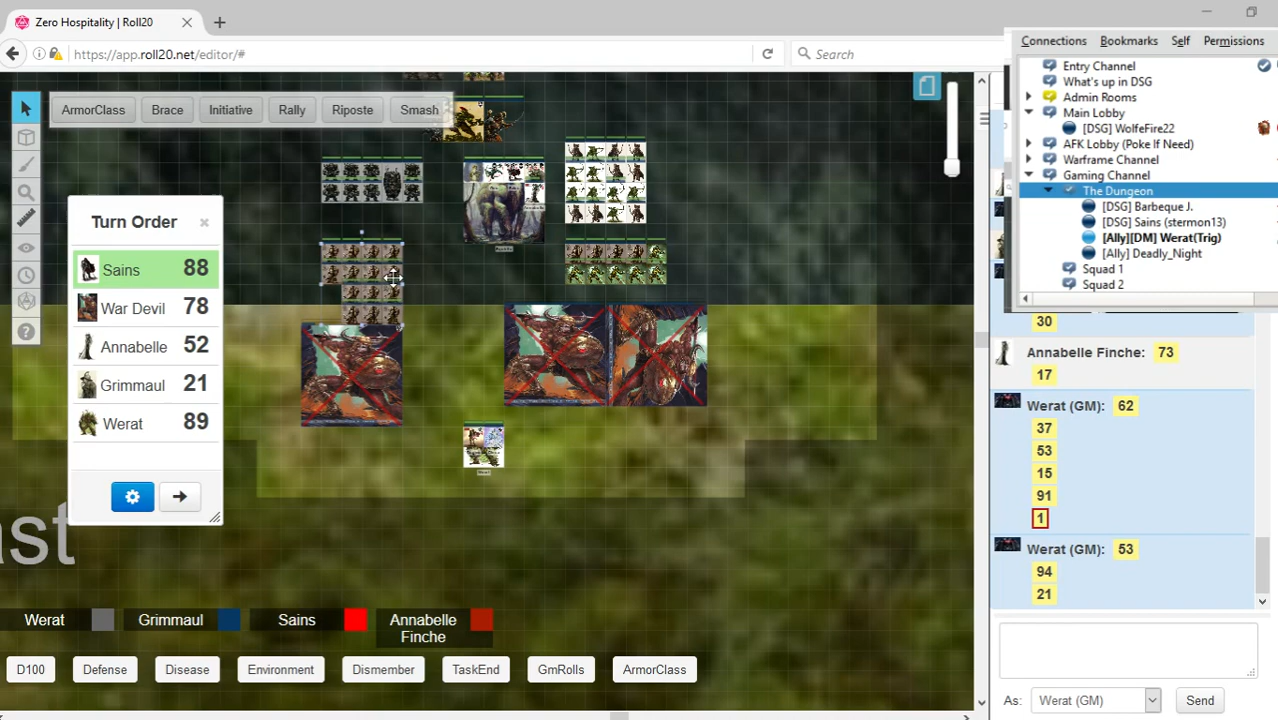 Zero Hospitality | Roll20
https://app.roll20.net/editor/#
Search
ArmorClass
Brace
Initiative
Rally
Riposte
Smash
Connections
Bookmarks
Self
Permissions
Entry Channel
What's up in DSG
Admin Rooms
Main Lobby
[DSG] WolfeFire22
AFK Lobby (Poke If Need)
Warframe Channel
Gaming Channel
The Dungeon
[DSG] Barbeque J.
[DSG] Sains (stermon13)
[Ally][DM] Werat(Trig)
[Ally] Deadly_Night
Squad 1
Squad 2
Turn Order
Sains 88
War Devil 78
Annabelle 52
Grimmaul 21
Werat 89
30
Annabelle Finche: 73
17
Werat (GM): 62
37
53
15
91
1
Werat (GM): 53
94
21
ast
Werat
Grimmaul
Sains
Annabelle
Finche
D100
Defense
Disease
Environment
Dismember
TaskEnd
GmRolls
ArmorClass
As: Werat (GM)
Send